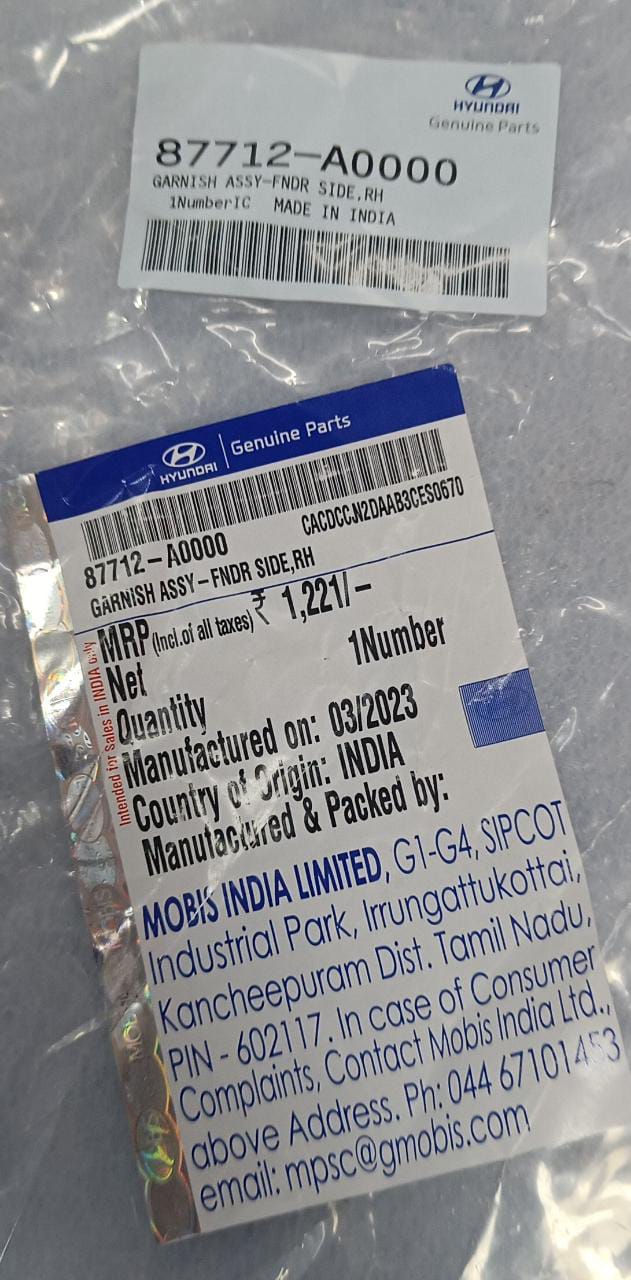 HYUNDAI
Genuine Parts
87712-A0000
GARNISH ASSY-FNDR SIDE,RH
1NumberIC MADE IN INDIA
HYUNDAI | Genuine Parts
87712-A0000 CACDCCJN2DAAB3CES0670
GARNISH ASSY-FNDR SIDE,RH
MRP (Incl.of all taxes) ₹ 1,221/-
Net 1Number
Quantity
Manufactured on: 03/2023
Country of Origin: INDIA
Manufactured & Packed by:
Intended for Sales in INDIA only
MOBIS INDIA LIMITED, G1-G4, SIPCOT
Industrial Park, Irrungattukottai,
Kancheepuram Dist. Tamil Nadu,
PIN - 602117. In case of Consumer
Complaints, Contact Mobis India Ltd.,
above Address. Ph: 044 67101453
email: mpsc@gmobis.com